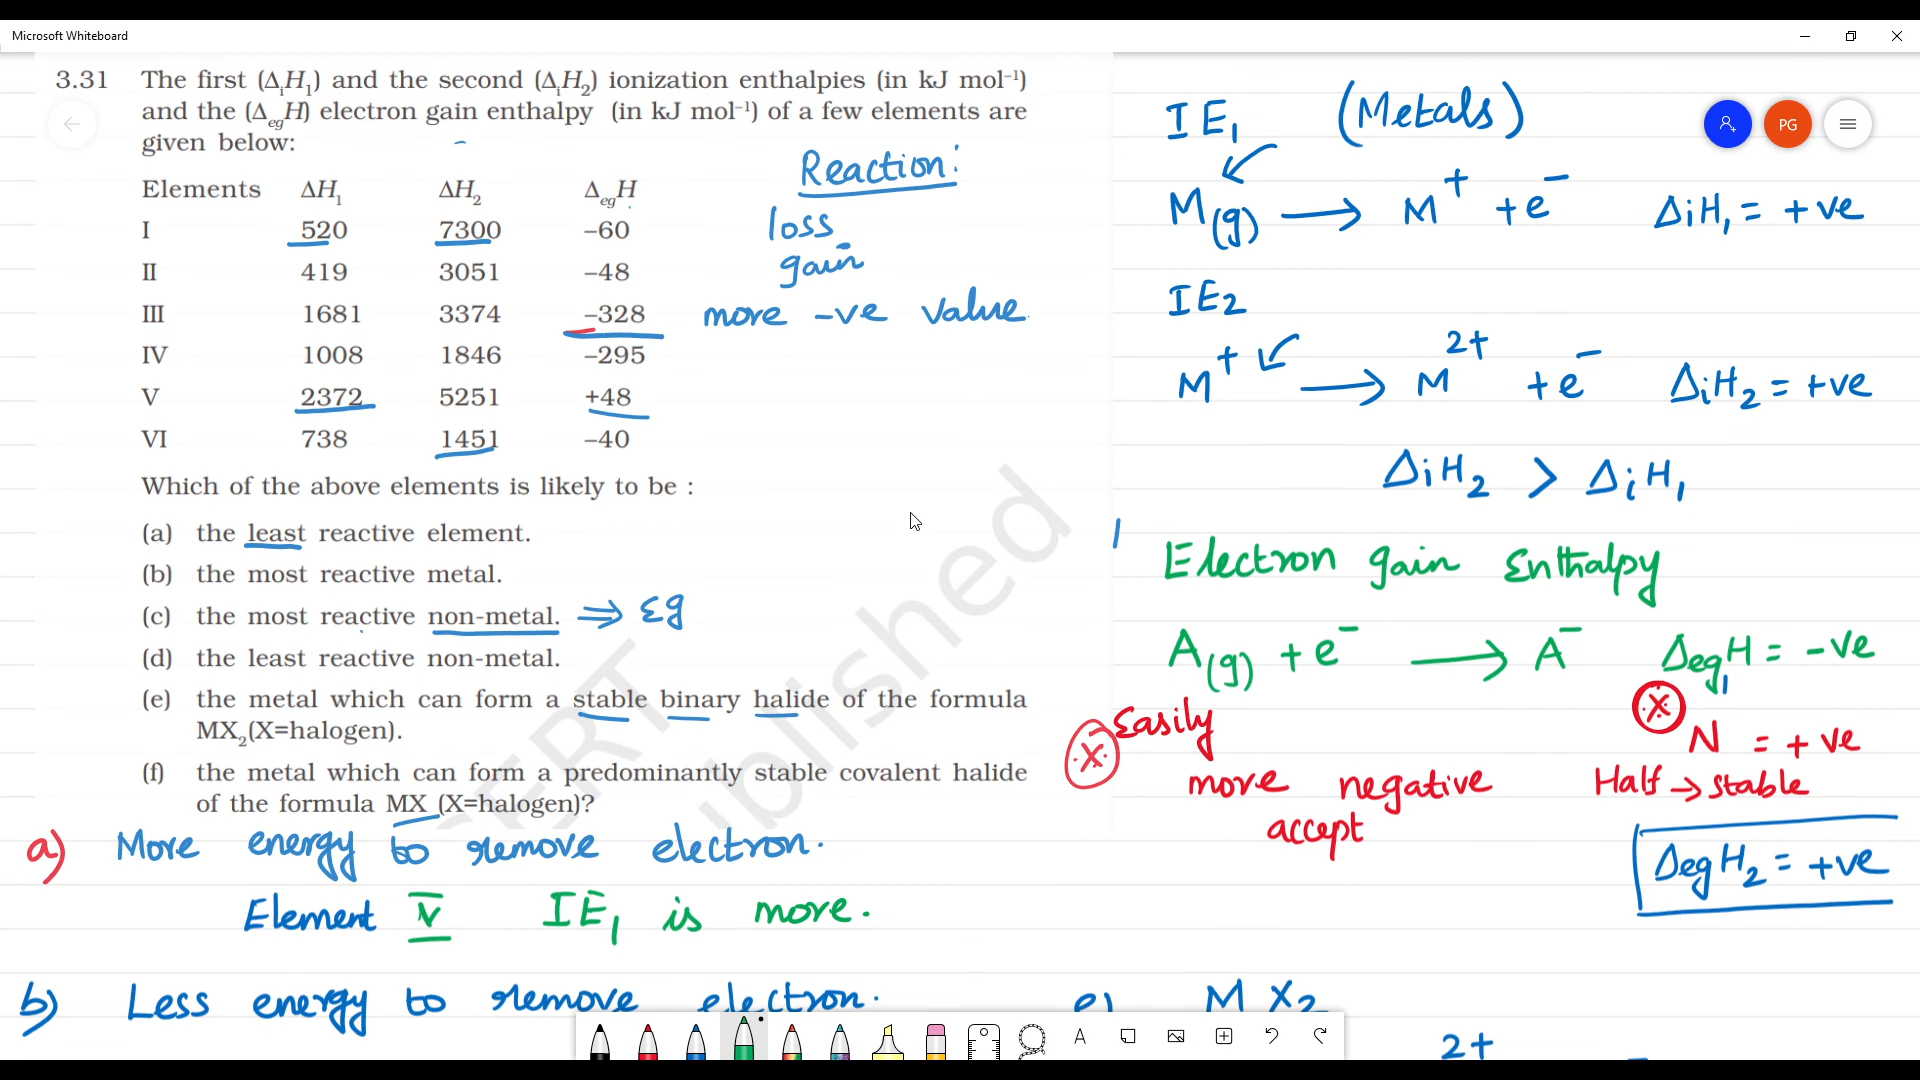 Microsoft Whiteboard
3.31 The first (ΔᵢH₁) and the second (ΔᵢH₂) ionization enthalpies (in kJ mol⁻¹)
and the (Δ_egH) electron gain enthalpy (in kJ mol⁻¹) of a few elements are
given below:
Elements ΔH₁ ΔH₂ Δ_egH
I 520 7300 –60
II 419 3051 –48
III 1681 3374 –328
IV 1008 1846 –295
V 2372 5251 +48
VI 738 1451 –40
Which of the above elements is likely to be :
(a) the least reactive element.
(b) the most reactive metal.
(c) the most reactive non-metal. ⇒ εg
(d) the least reactive non-metal.
(e) the metal which can form a stable binary halide of the formula
MX₂(X=halogen).
(f) the metal which can form a predominantly stable covalent halide
of the formula MX (X=halogen)?
Reaction:
loss
gain
more -ve value.
a) More energy to remove electron.
Element V IE₁ is more.
b) Less energy to remove electron.
IE₁ (Metals)
M(g) → M⁺ + e⁻ ΔiH₁ = +ve
IE2
M⁺ → M²⁺ + e⁻ ΔiH₂ = +ve
ΔiH₂ > ΔiH₁
Electron gain Enthalpy
A(g) + e⁻ → A⁻ ΔegH₁ = -ve
Easily
X
X
N = +ve
more negative
accept
Half → stable
ΔegH₂ = +ve
e) MX₂
2+
PG
A